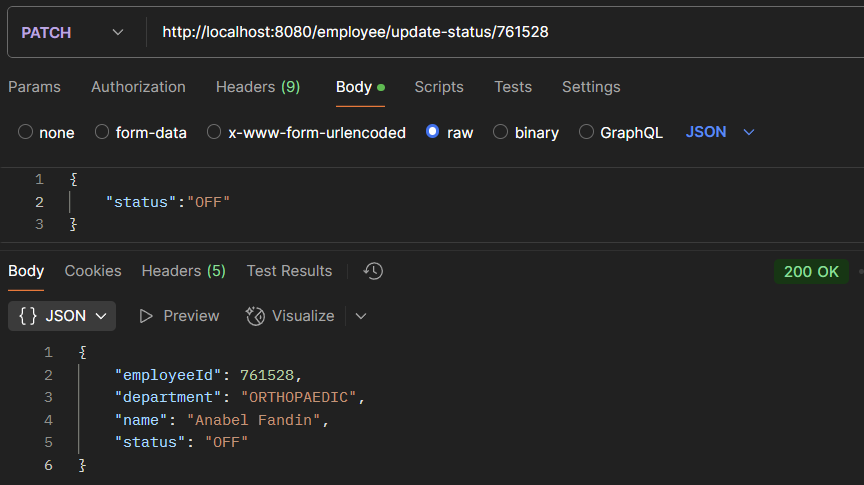 PATCH http://localhost:8080/employee/update-status/761528
Params Authorization Headers (9) Body Scripts Tests Settings
none form-data x-www-form-urlencoded raw binary GraphQL JSON
1 {
2 "status":"OFF"
3 }
Body Cookies Headers (5) Test Results 200 OK
{} JSON Preview Visualize
1 {
2 "employeeId": 761528,
3 "department": "ORTHOPAEDIC",
4 "name": "Anabel Fandin",
5 "status": "OFF"
6 }